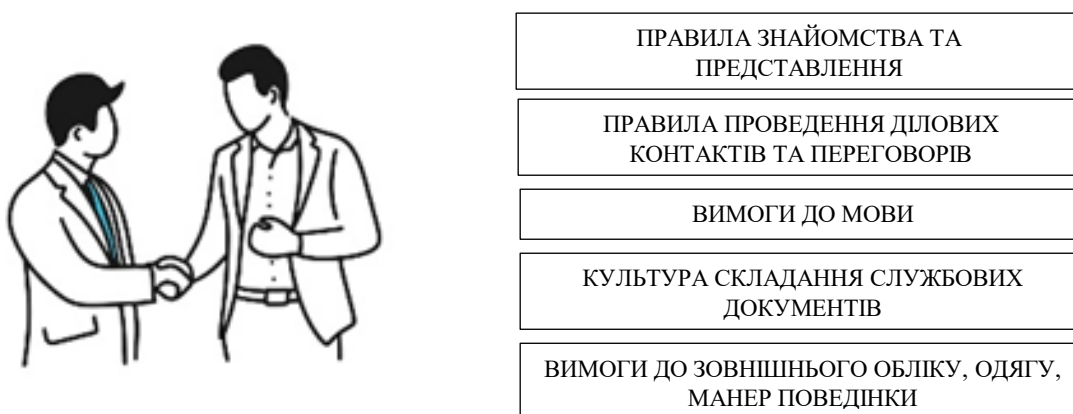 ПРАВИЛА ЗНАЙОМСТВА ТА
ПРЕДСТАВЛЕННЯ
ПРАВИЛА ПРОВЕДЕННЯ ДІЛОВИХ
КОНТАКТІВ ТА ПЕРЕГОВОРІВ
ВИМОГИ ДО МОВИ
КУЛЬТУРА СКЛАДАННЯ СЛУЖБОВИХ
ДОКУМЕНТІВ
ВИМОГИ ДО ЗОВНІШНЬОГО ОБЛІКУ, ОДЯГУ,
МАНЕР ПОВЕДІНКИ